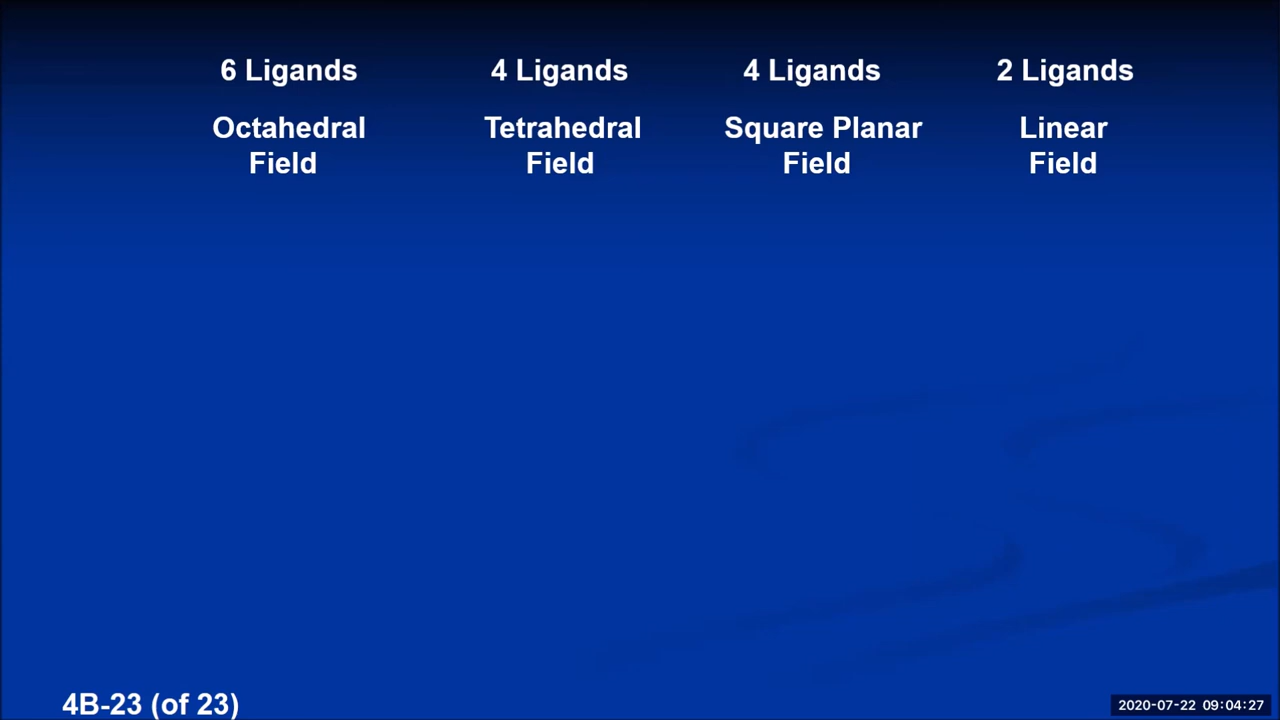 6 Ligands
4 Ligands
4 Ligands
2 Ligands
Octahedral
Field
Tetrahedral
Field
Square Planar
Field
Linear
Field
4B-23 (of 23)
2020-07-22 09:04:27